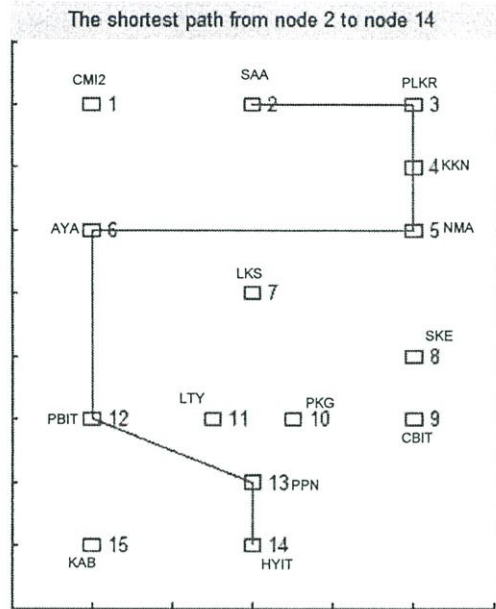 The shortest path from node 2 to node 14
CMI2
SAA
PLKR
1
2
3
4 KKN
AYA
6
5 NMA
LKS
7
SKE
8
LTY
PKG
PBIT
12
11
10
9
CBIT
13 PPN
15
14
KAB
HYIT